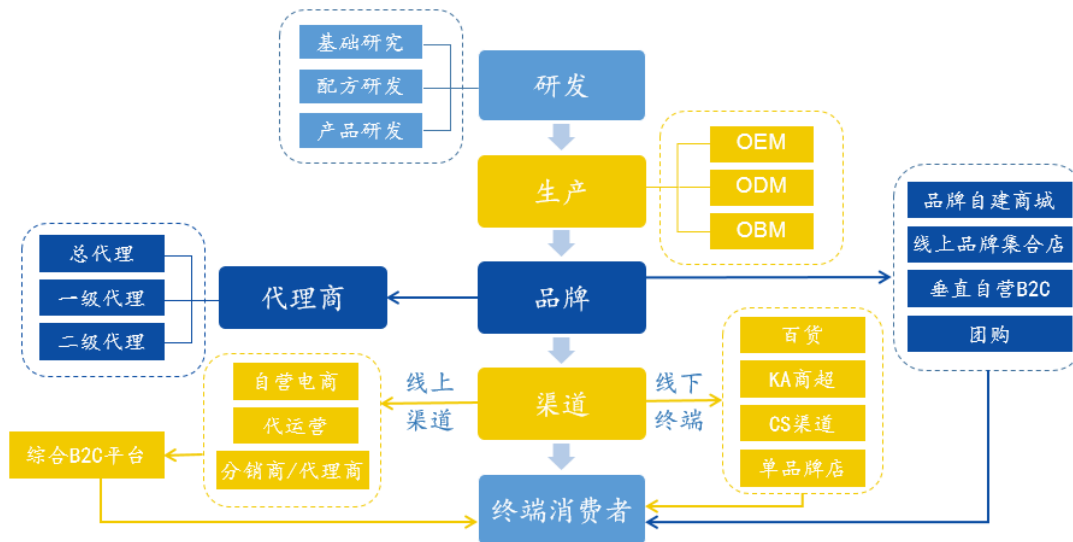 基础研究
配方研发
产品研发
研发
生产
OEM
ODM
OBM
品牌自建商城
线上品牌集合店
垂直自营B2C
团购
总代理
一级代理
二级代理
代理商
品牌
百货
KA商超
CS渠道
单品牌店
自营电商
代运营
分销商/代理商
线上
渠道
渠道
线下
终端
综合B2C平台
终端消费者